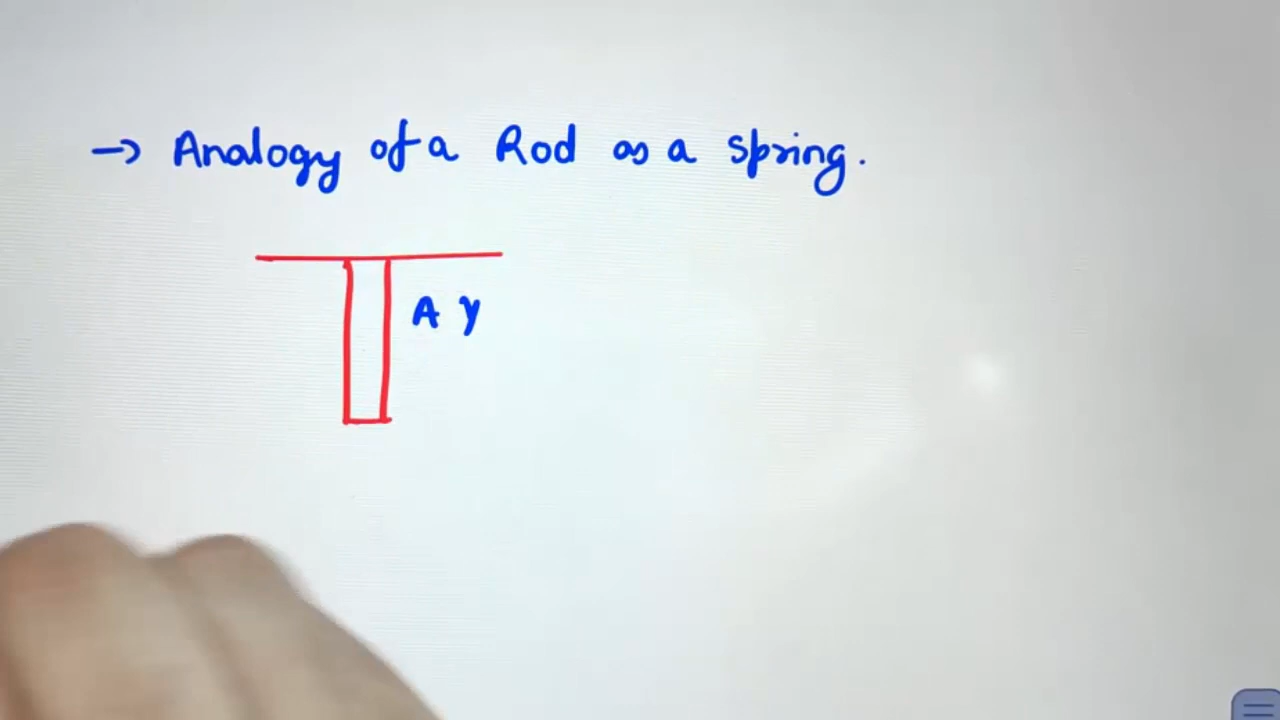 → Analogy of a Rod as a spring.
A Y